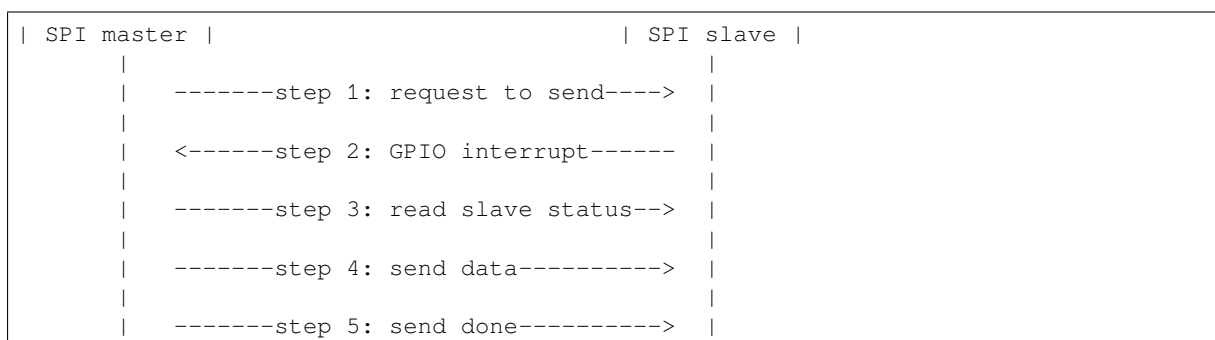 | SPI master |                                  | SPI slave |
      |                                               |
      |   -------step 1: request to send---->  |
      |                                               |
      |   <------step 2: GPIO interrupt------  |
      |                                               |
      |   -------step 3: read slave status-->  |
      |                                               |
      |   -------step 4: send data---------->  |
      |                                               |
      |   -------step 5: send done---------->  |